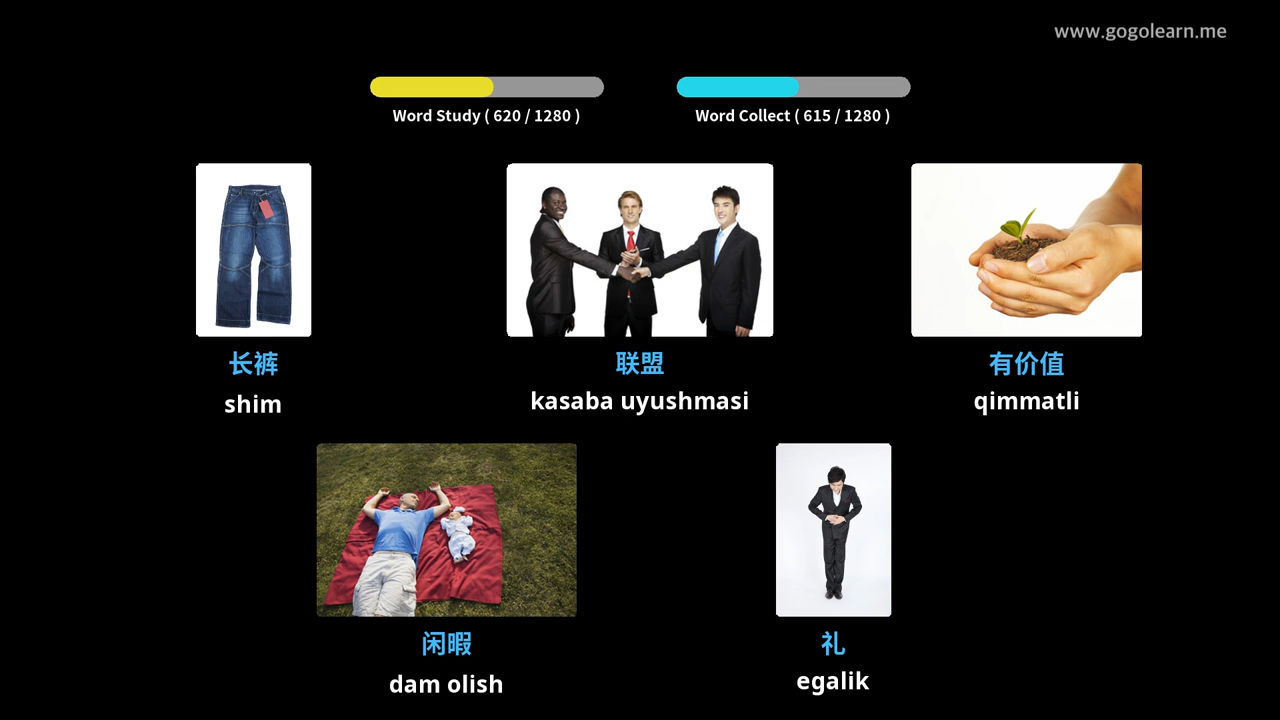 www.gogolearn.me
Word Study ( 620 / 1280 )
Word Collect ( 615 / 1280 )
长裤
shim
联盟
kasaba uyushmasi
有价值
qimmatli
闲暇
dam olish
礼
egalik